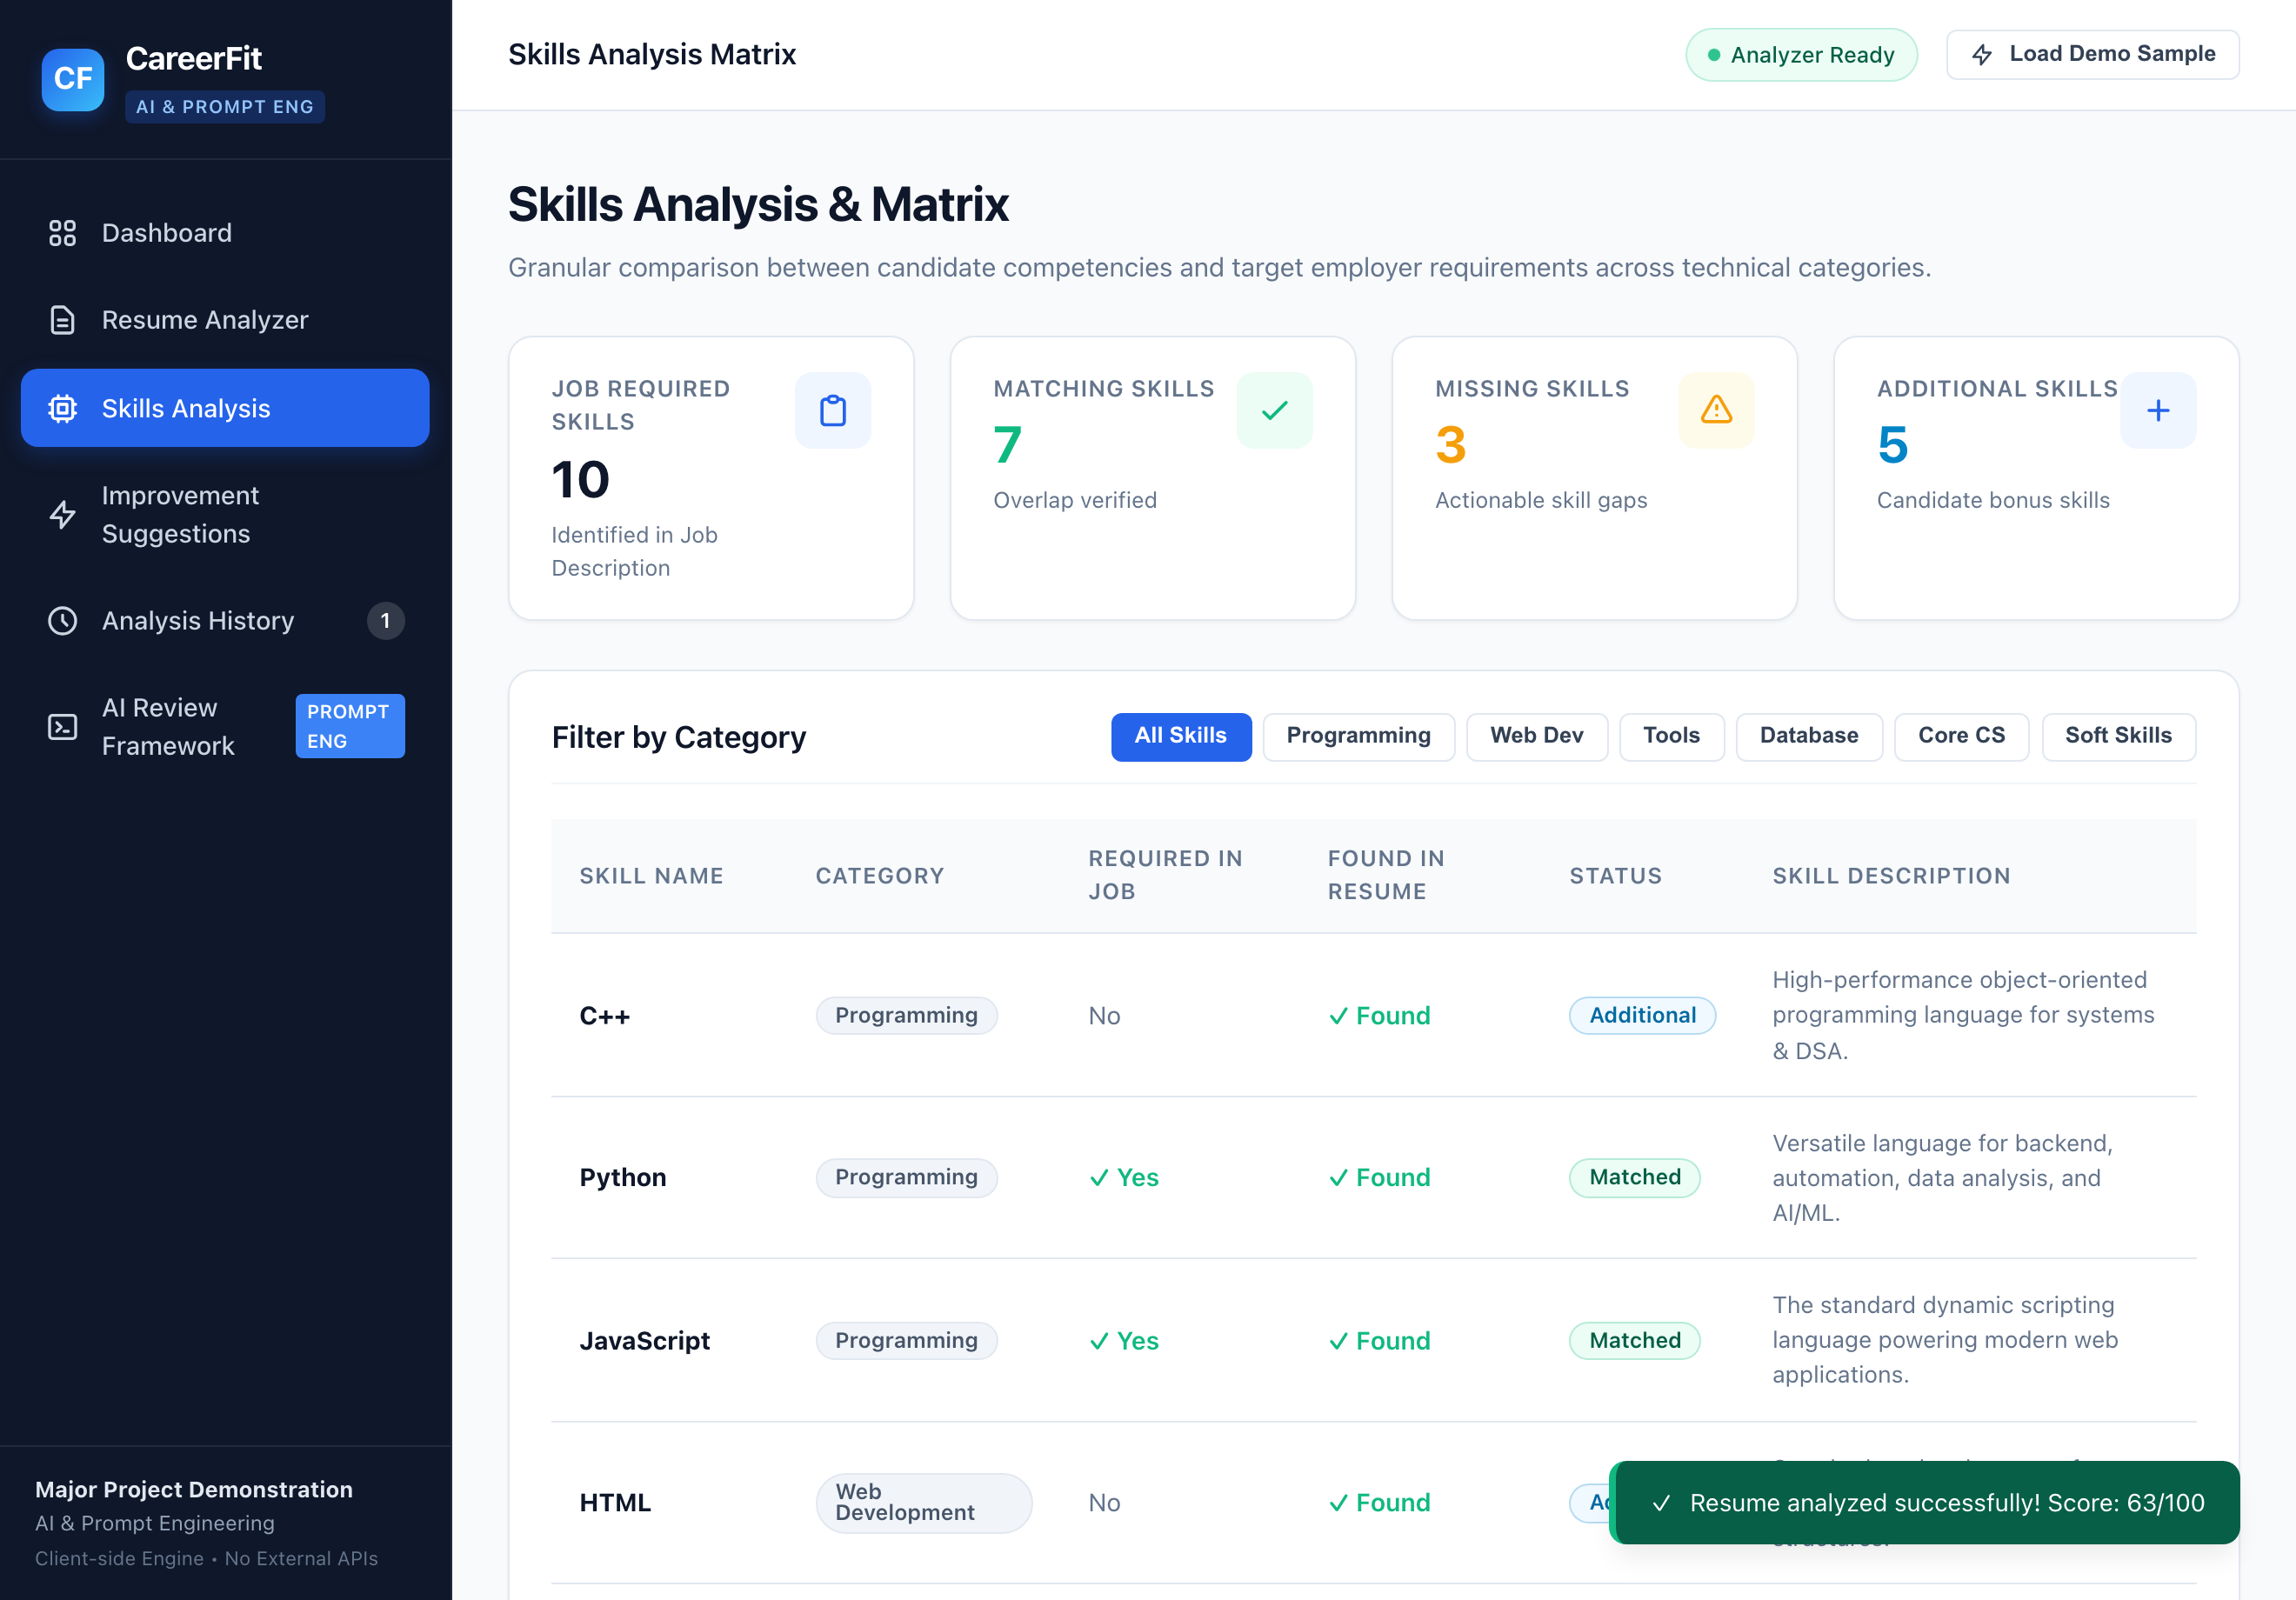 CF
CareerFit
AI & PROMPT ENG
Dashboard
Resume Analyzer
Skills Analysis
Improvement
Suggestions
Analysis History
1
AI Review
Framework
PROMPT
ENG
Major Project Demonstration
AI & Prompt Engineering
Client-side Engine • No External APIs
Skills Analysis Matrix
Analyzer Ready
Load Demo Sample
Skills Analysis & Matrix
Granular comparison between candidate competencies and target employer requirements across technical categories.
JOB REQUIRED
SKILLS
10
Identified in Job
Description
MATCHING SKILLS
7
Overlap verified
MISSING SKILLS
3
Actionable skill gaps
ADDITIONAL SKILLS
5
Candidate bonus skills
Filter by Category
All Skills
Programming
Web Dev
Tools
Database
Core CS
Soft Skills
SKILL NAME
CATEGORY
REQUIRED IN
JOB
FOUND IN
RESUME
STATUS
SKILL DESCRIPTION
C++
Programming
No
✓ Found
Additional
High-performance object-oriented
programming language for systems
& DSA.
Python
Programming
✓ Yes
✓ Found
Matched
Versatile language for backend,
automation, data analysis, and
AI/ML.
JavaScript
Programming
✓ Yes
✓ Found
Matched
The standard dynamic scripting
language powering modern web
applications.
HTML
Web
Development
No
✓ Found
✓ Resume analyzed successfully! Score: 63/100